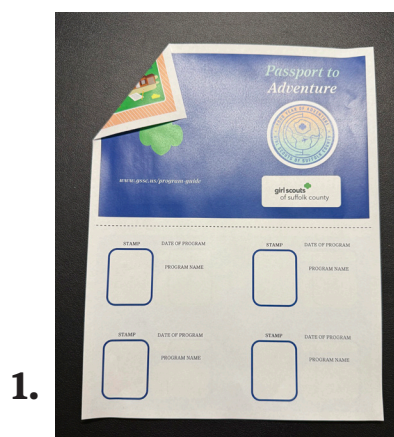 Passport to
Adventure
www.gssc.us/program-guide
girl scouts
of suffolk county
STAMP DATE OF PROGRAM STAMP DATE OF PROGRAM
PROGRAM NAME PROGRAM NAME
STAMP DATE OF PROGRAM STAMP DATE OF PROGRAM
PROGRAM NAME PROGRAM NAME
1.